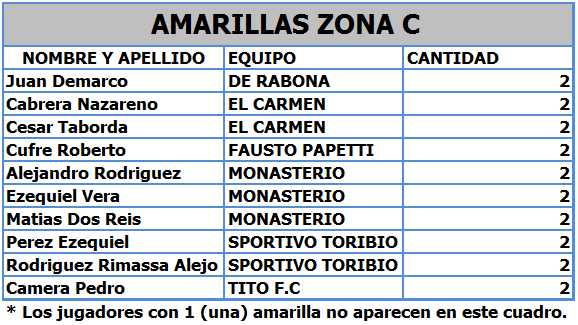 AMARILLAS ZONA C
NOMBRE Y APELLIDO EQUIPO CANTIDAD
Juan Demarco DE RABONA 2
Cabrera Nazareno EL CARMEN 2
Cesar Taborda EL CARMEN 2
Cufre Roberto FAUSTO PAPETTI 2
Alejandro Rodriguez MONASTERIO 2
Ezequiel Vera MONASTERIO 2
Matias Dos Reis MONASTERIO 2
Perez Ezequiel SPORTIVO TORIBIO 2
Rodriguez Rimassa Alejo SPORTIVO TORIBIO 2
Camera Pedro TITO F.C 2
* Los jugadores con 1 (una) amarilla no aparecen en este cuadro.